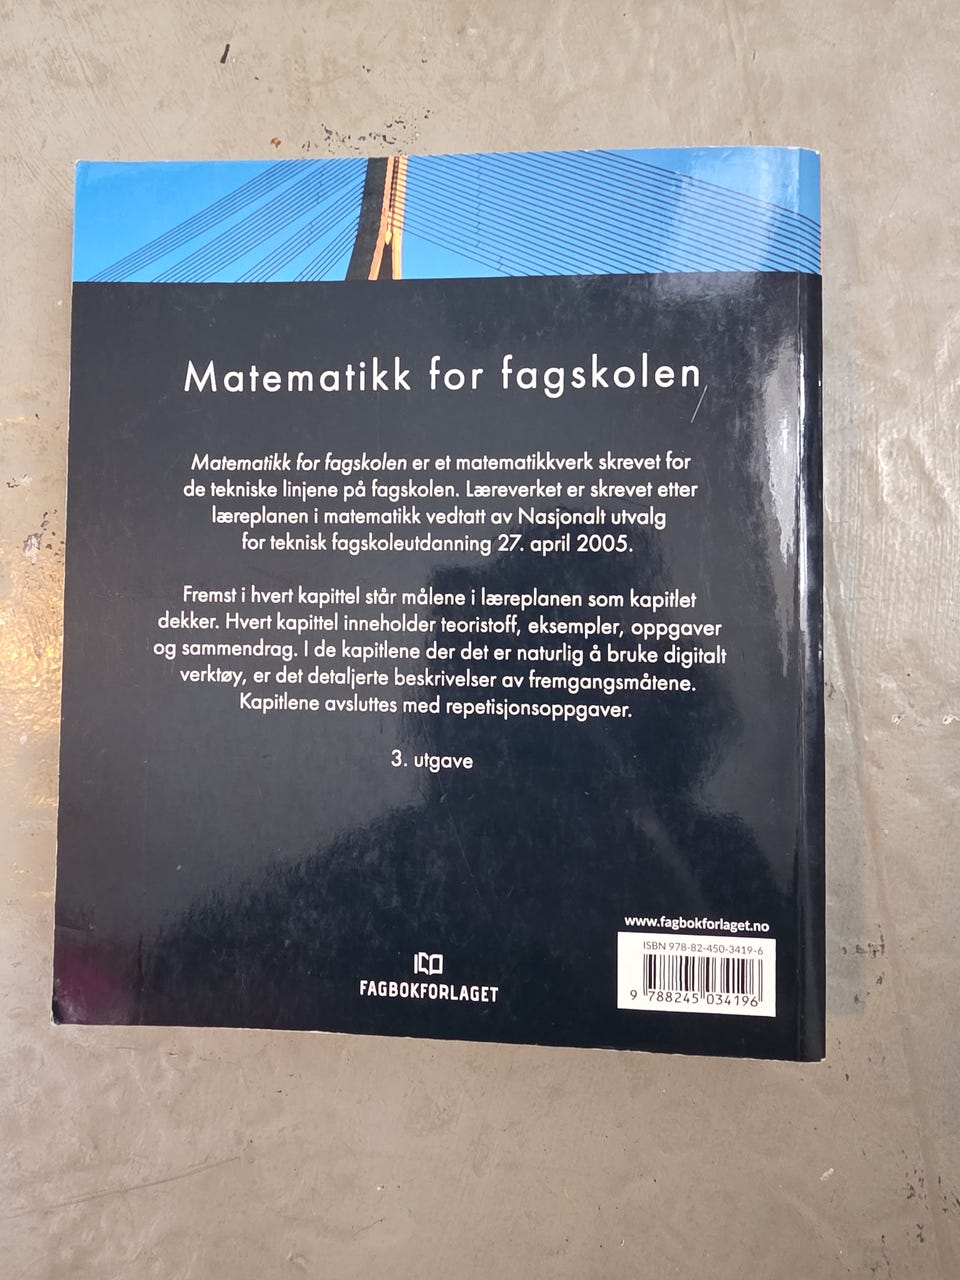 Matematikk for fagskolen
Matematikk for fagskolen er et matematikkverk skrevet for
de tekniske linjene på fagskolen. Læreverket er skrevet etter
læreplanen i matematikk vedtatt av Nasjonalt utvalg
for teknisk fagskoleutdanning 27. april 2005.
Fremst i hvert kapittel står målene i læreplanen som kapitlet
dekker. Hvert kapittel inneholder teoristoff, eksempler, oppgaver
og sammendrag. I de kapitlene der det er naturlig å bruke digitalt
verktøy, er det detaljerte beskrivelser av fremgangsmåtene.
Kapitlene avsluttes med repetisjonsoppgaver.
3. utgave
www.fagbokforlaget.no
ISBN 978-82-450-3419-6
9 788245 034196
FAGBOKFORLAGET